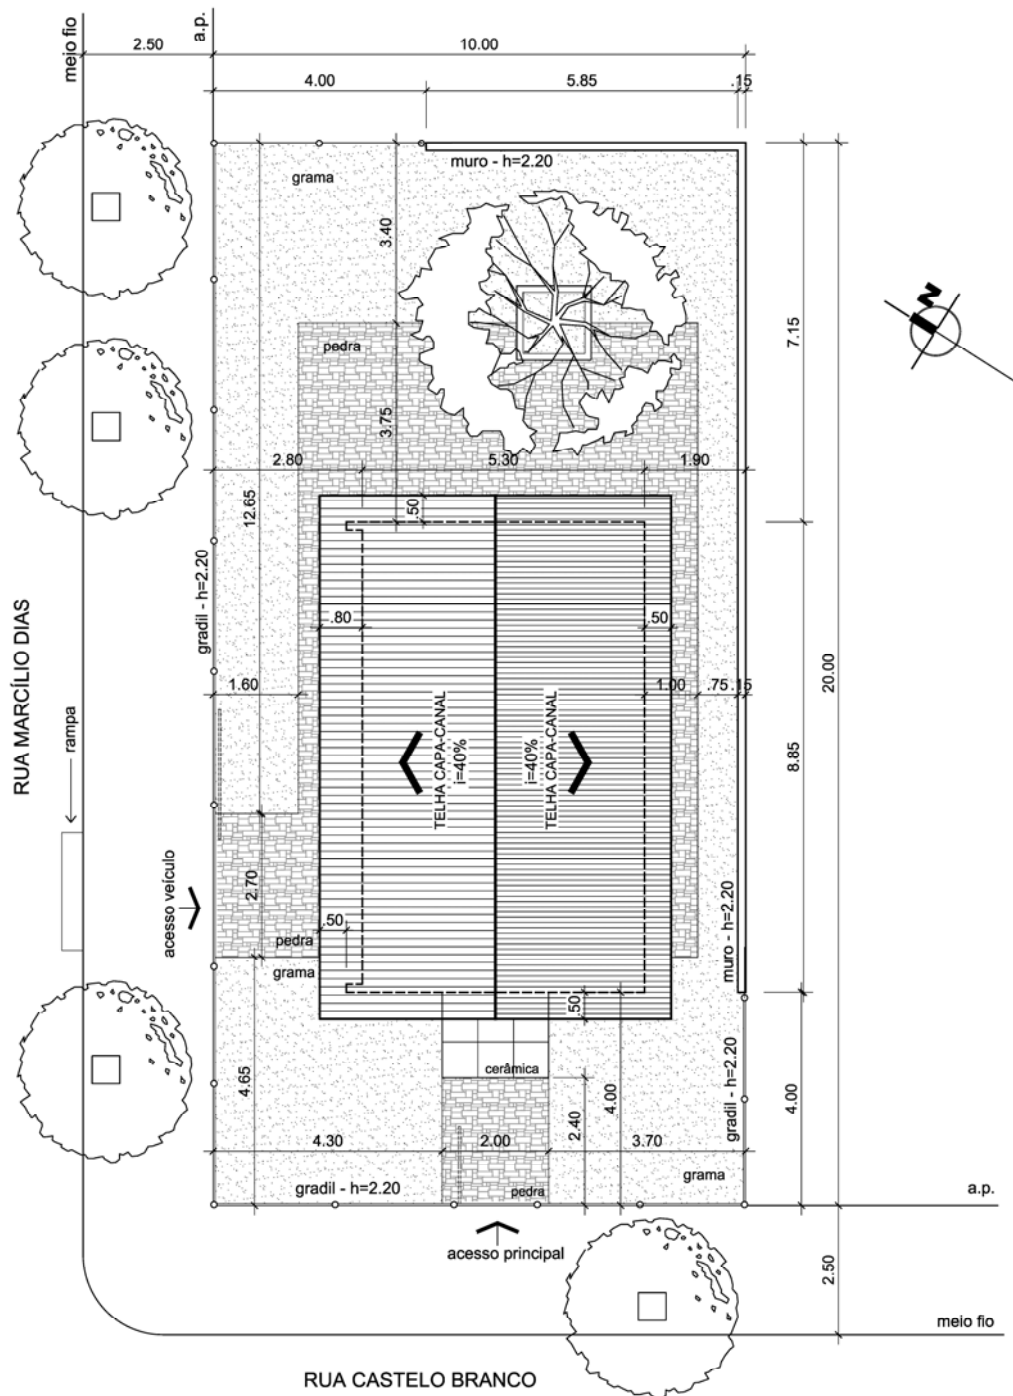 meio fio
2.50
a.p.
10.00
4.00
5.85
.15
muro - h=2.20
grama
3.40
N
7.15
pedra
3.75
2.80
5.30
1.90
12.65
.50
gradil - h=2.20
.80
.50
RUA MARCÍLIO DIAS
20.00
1.60
1.00
.75
.15
rampa
TELHA CAPA-CANAL
i=40%
i=40%
TELHA CAPA-CANAL
8.85
acesso veículo
2.70
.50
muro - h=2.20
pedra
grama
.50
cerâmica
4.65
2.40
4.00
gradil - h=2.20
4.00
4.30
2.00
3.70
grama
gradil - h=2.20
pedra
a.p.
acesso principal
2.50
meio fio
RUA CASTELO BRANCO